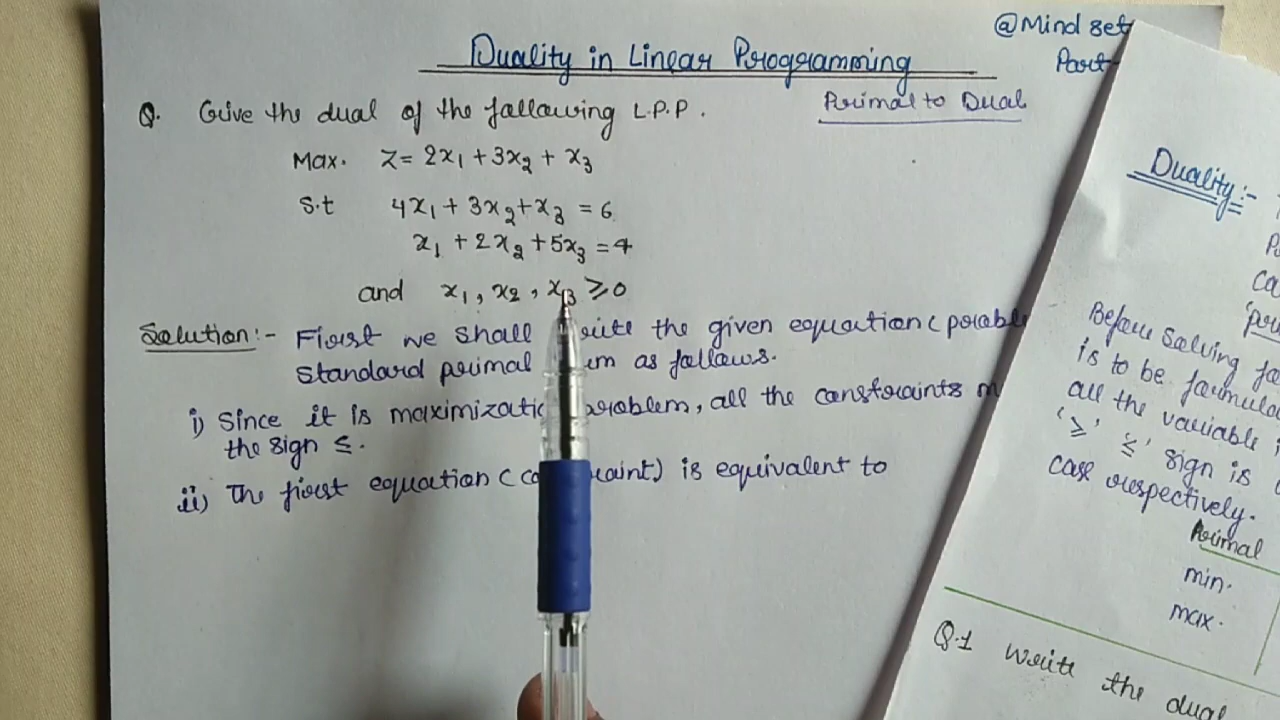 @Mind set
Part
Duality in Linear Programming
Primal to Dual
Q. Give the dual of the following L.P.P.
Max. Z = 2x₁ + 3x₂ + x₃
S.t 4x₁ + 3x₂ + x₃ = 6
x₁ + 2x₂ + 5x₃ = 4
and x₁, x₂, x₃ ≥ 0
Solution:- First we shall write the given equation (
standard primal as follows.
i) Since it is maximization problem, all the constraints
the sign ≤.
ii) The first equation (constraint) is equivalent to
Duality:-
Before solving
is to be
all the variable
'≥' '≤' sign is
case respectively.
Primal
min.
max.
Q.1 Write the dual